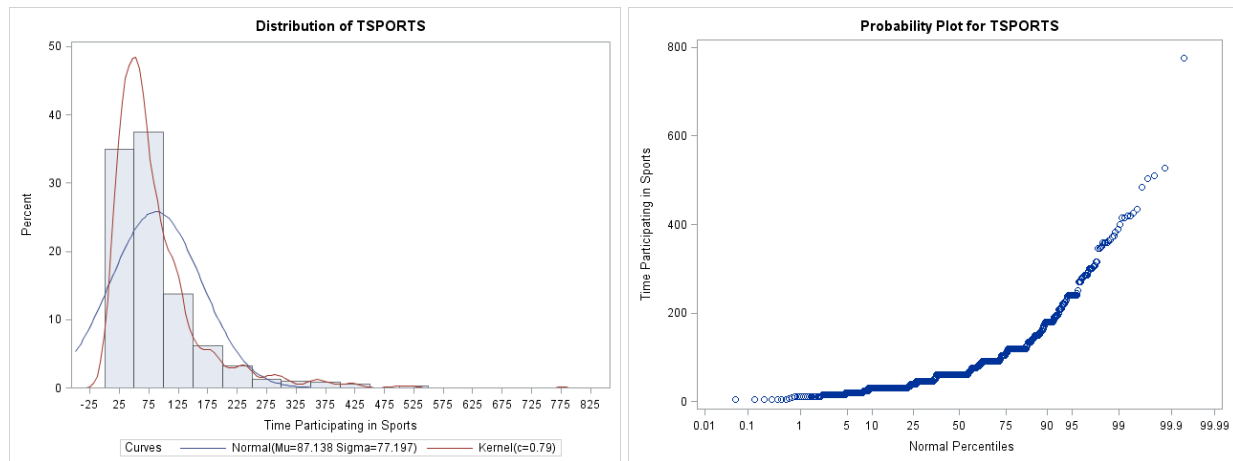 Distribution of TSPORTS
50
40
30
20
10
0
Percent
-25 25 75 125 175 225 275 325 375 425 475 525 575 625 675 725 775 825
Time Participating in Sports
Curves Normal(Mu=87.138 Sigma=77.197) Kernel(c=0.79)
Probability Plot for TSPORTS
800
600
400
200
0
Time Participating in Sports
0.01 0.1 1 5 10 25 50 75 90 95 99 99.9 99.99
Normal Percentiles